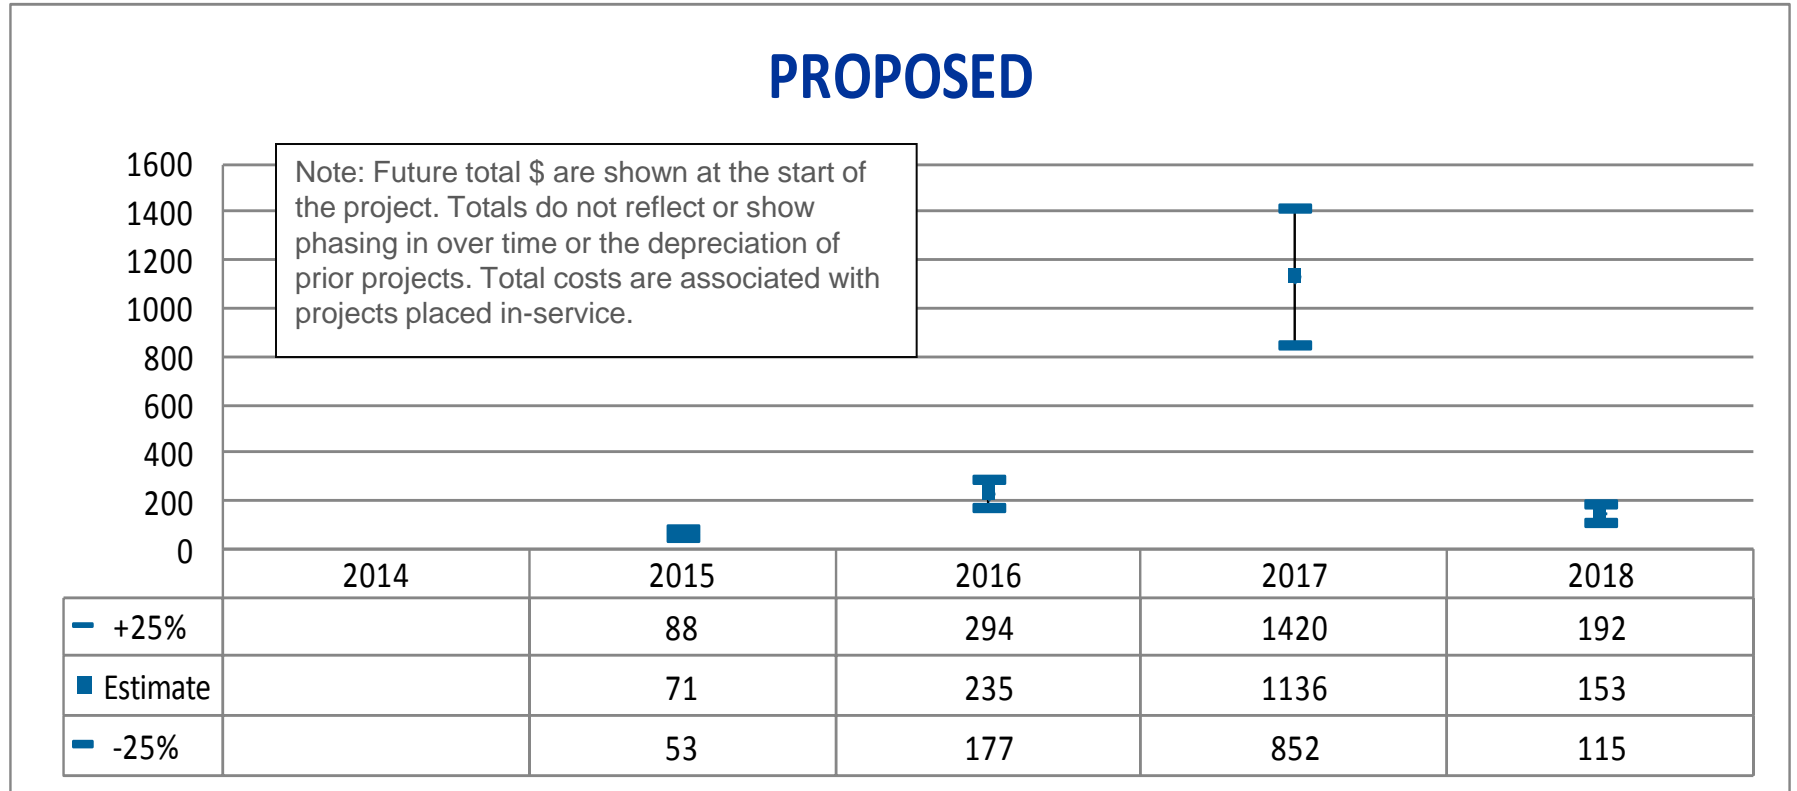 PROPOSED
Note: Future total $ are shown at the start of
the project. Totals do not reflect or show
phasing in over time or the depreciation of
prior projects. Total costs are associated with
projects placed in-service.
1600
1400
1200
1000
800
600
400
200
0
2014 2015 2016 2017 2018
+25% 88 294 1420 192
Estimate 71 235 1136 153
-25% 53 177 852 115